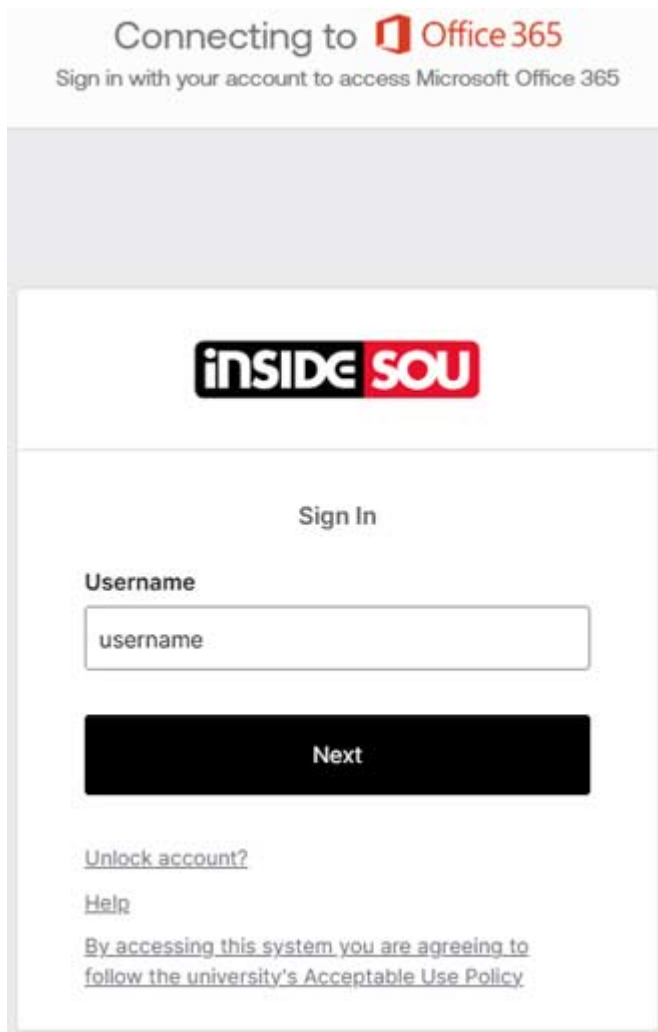 Connecting to Office 365
Sign in with your account to access Microsoft Office 365
iNSIDE SOU
Sign In
Username
username
Next
Unlock account?
Help
By accessing this system you are agreeing to
follow the university's Acceptable Use Policy